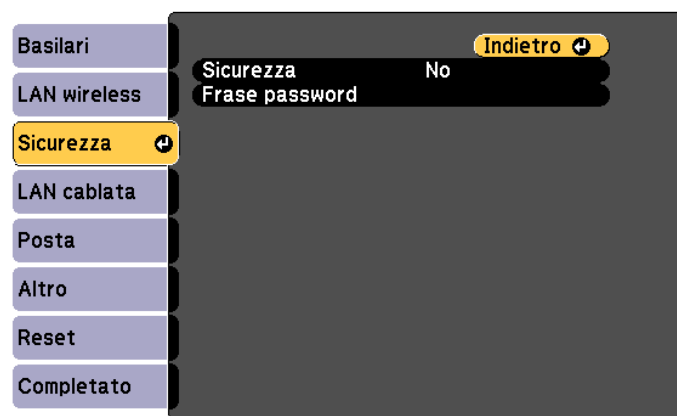 Basilari
Indietro
Sicurezza No
LAN wireless
Frase password
Sicurezza
LAN cablata
Posta
Altro
Reset
Completato